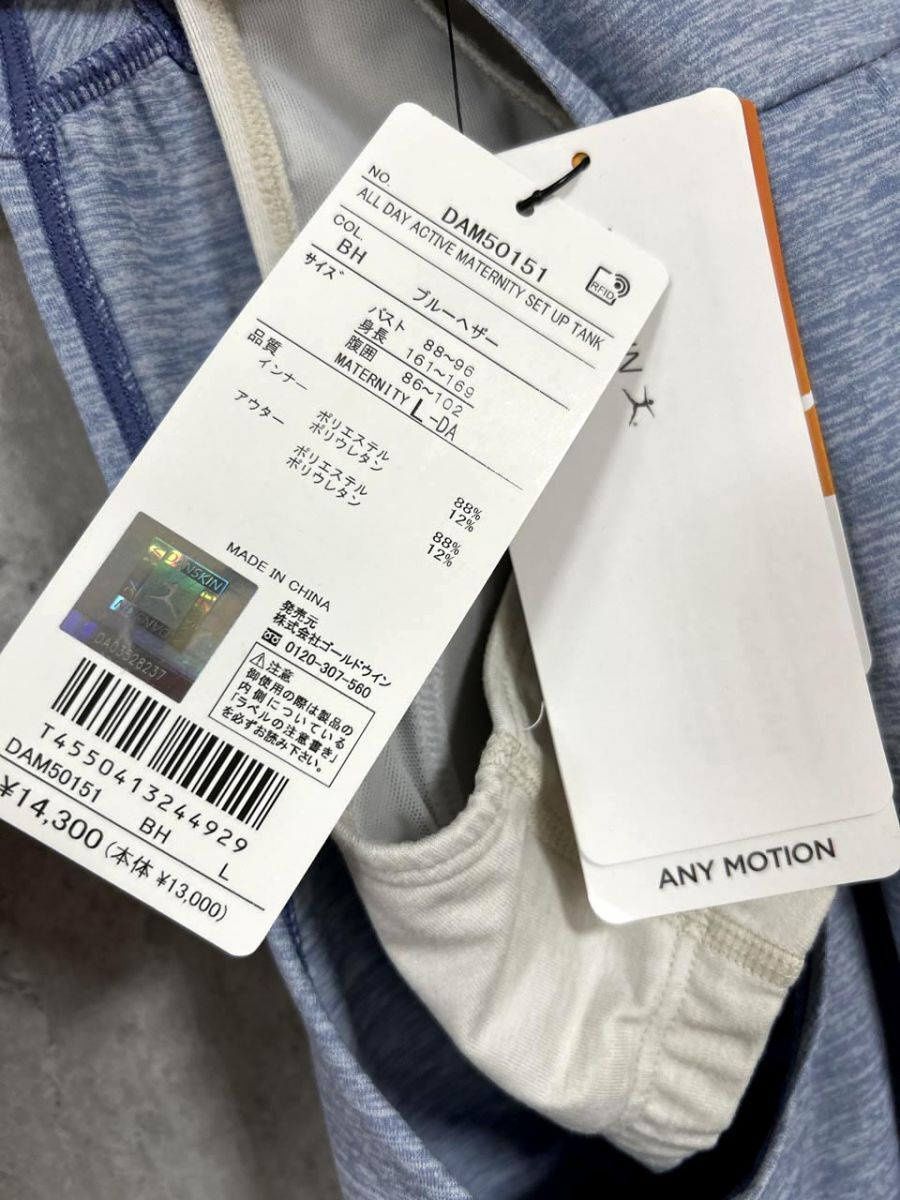 NO.
DAM50151
ALL DAY ACTIVE MATERNITY SET UP TANK
COL
BH
ブルーヘザー
サイズ
バスト 88~96
身長 161~169
腹囲 86~102
MATERNITY L-DA
品質
インナー
ポリエステル 88%
ポリウレタン 12%
アウター
ポリエステル 88%
ポリウレタン 12%
MADE IN CHINA
発売元
株式会社ゴールドウイン
0120-307-560
⚠注意
御使用の際は製品の
内側についている
「ラベルの注意書き」
を必ずお読み下さい。
DANSKIN
DA03928237
T4550413244929
DAM50151
BH
L
¥14,300 (本体 ¥13,000)
RFID
ANY MOTION